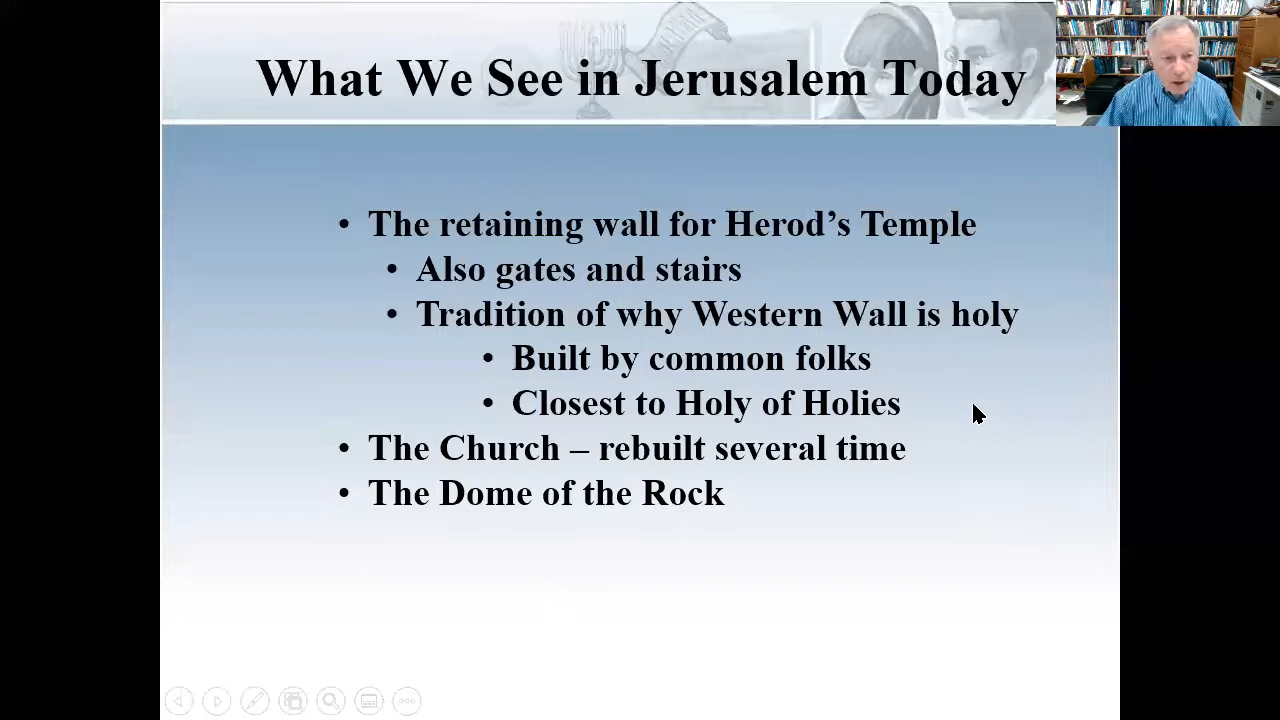 What We See in Jerusalem Today
• The retaining wall for Herod’s Temple
• Also gates and stairs
• Tradition of why Western Wall is holy
• Built by common folks
• Closest to Holy of Holies
• The Church – rebuilt several time
• The Dome of the Rock